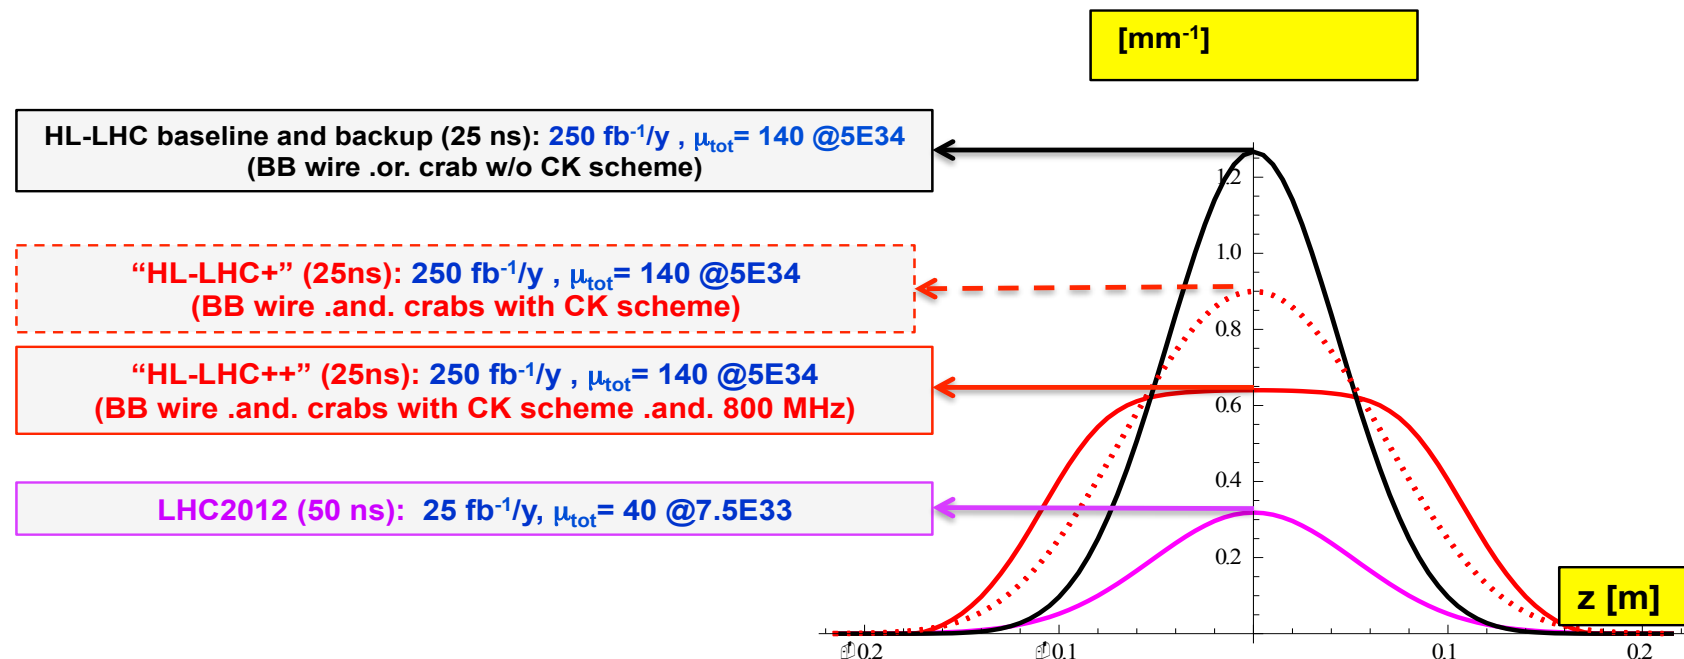 [mm-1]
HL-LHC baseline and backup (25 ns): 250 fb-1/y , μtot= 140 @5E34
(BB wire .or. crab w/o CK scheme)
“HL-LHC+” (25ns): 250 fb-1/y , μtot= 140 @5E34
(BB wire .and. crabs with CK scheme)
“HL-LHC++” (25ns): 250 fb-1/y , μtot= 140 @5E34
(BB wire .and. crabs with CK scheme .and. 800 MHz)
LHC2012 (50 ns): 25 fb-1/y, μtot= 40 @7.5E33
1.2
1.0
0.8
0.6
0.4
0.2
z [m]
0.2 0.1 0.1 0.2